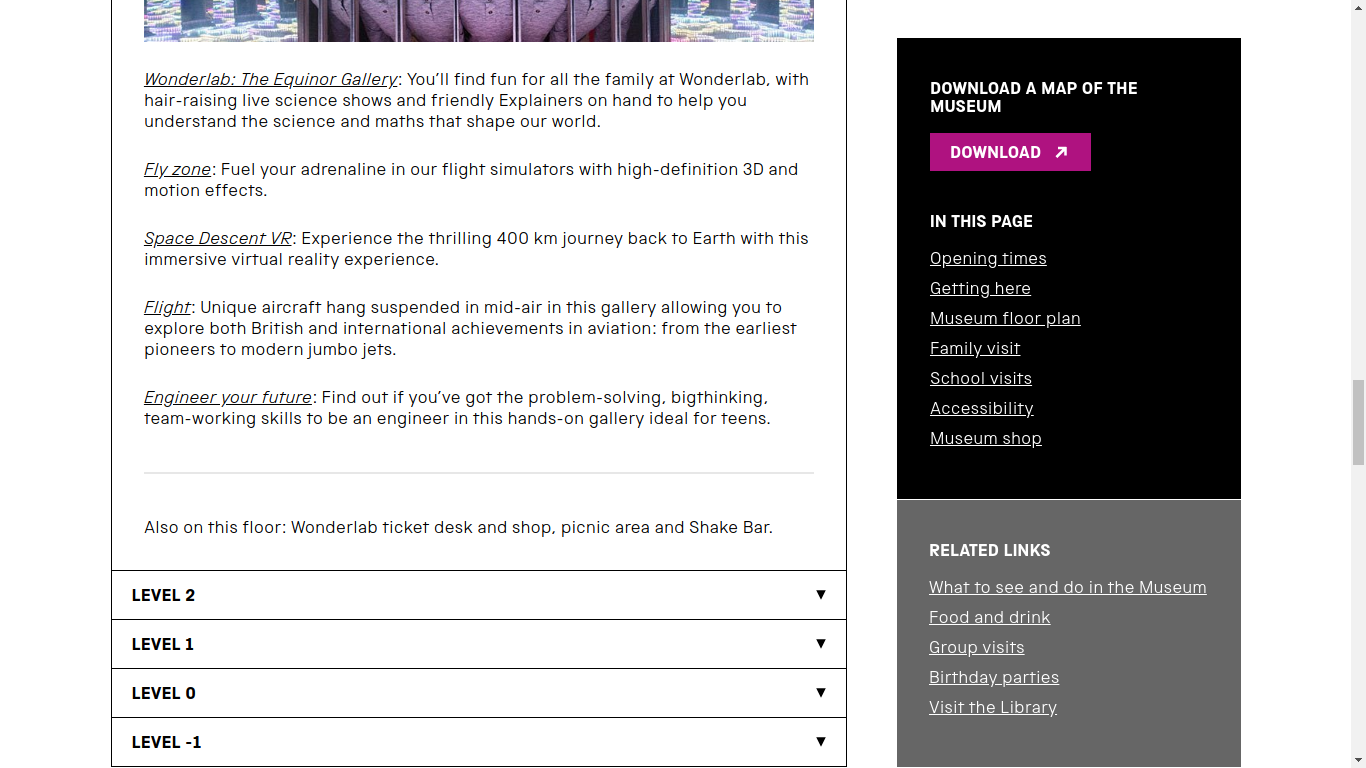 Wonderlab: The Equinor Gallery: You’ll find fun for all the family at Wonderlab, with
hair-raising live science shows and friendly Explainers on hand to help you
understand the science and maths that shape our world.
Fly zone: Fuel your adrenaline in our flight simulators with high-definition 3D and
motion effects.
Space Descent VR: Experience the thrilling 400 km journey back to Earth with this
immersive virtual reality experience.
Flight: Unique aircraft hang suspended in mid-air in this gallery allowing you to
explore both British and international achievements in aviation: from the earliest
pioneers to modern jumbo jets.
Engineer your future: Find out if you’ve got the problem-solving, bigthinking,
team-working skills to be an engineer in this hands-on gallery ideal for teens.
Also on this floor: Wonderlab ticket desk and shop, picnic area and Shake Bar.
LEVEL 2
LEVEL 1
LEVEL 0
LEVEL -1
DOWNLOAD A MAP OF THE
MUSEUM
DOWNLOAD
IN THIS PAGE
Opening times
Getting here
Museum floor plan
Family visit
School visits
Accessibility
Museum shop
RELATED LINKS
What to see and do in the Museum
Food and drink
Group visits
Birthday parties
Visit the Library